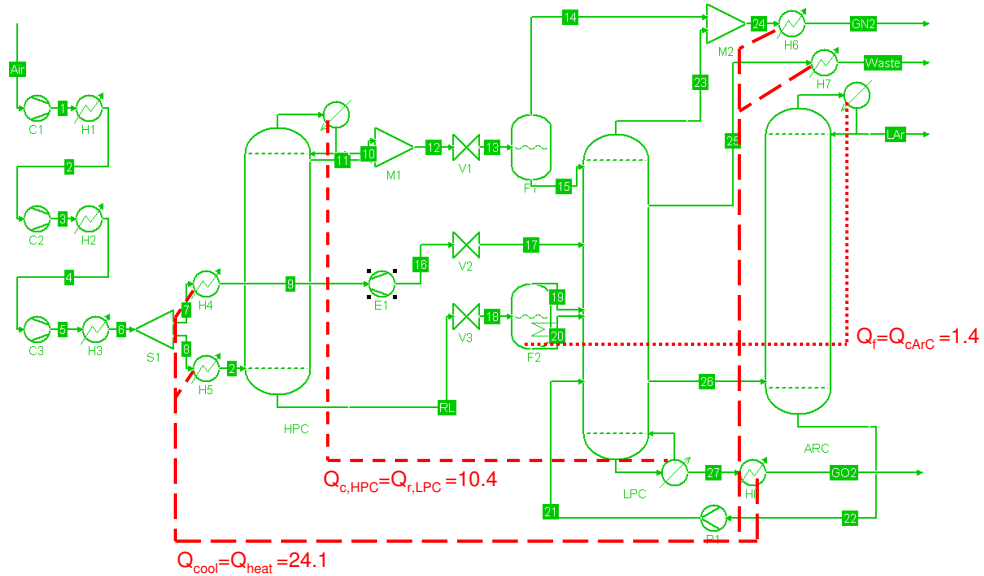 14
24
M2
H6
GN2
Air
H7
Waste
23
C1
1
H1
LAr
25
11
10
M1
12
V1
13
F1
15
2
C2
3
H2
16
V2
17
4
9
E1
19
7
H4
V3
18
20
F2
C3
5
H3
6
S1
8
H5
2
Qf=QcArC=1.4
26
RL
HPC
ARC
Qc,HPC=Qr,LPC=10.4
LPC
27
GO2
21
22
P1
Qcool=Qheat=24.1